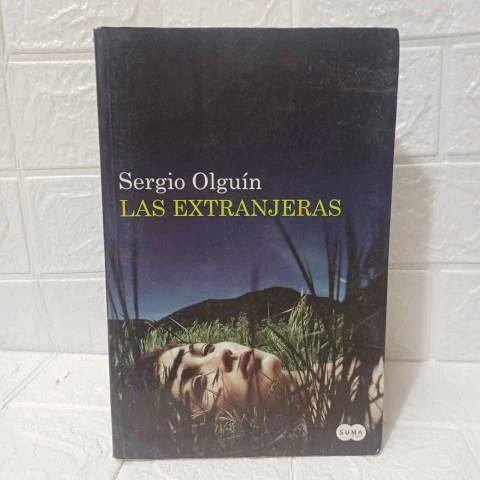 Sergio Olguín
LAS EXTRANJERAS
SUMA